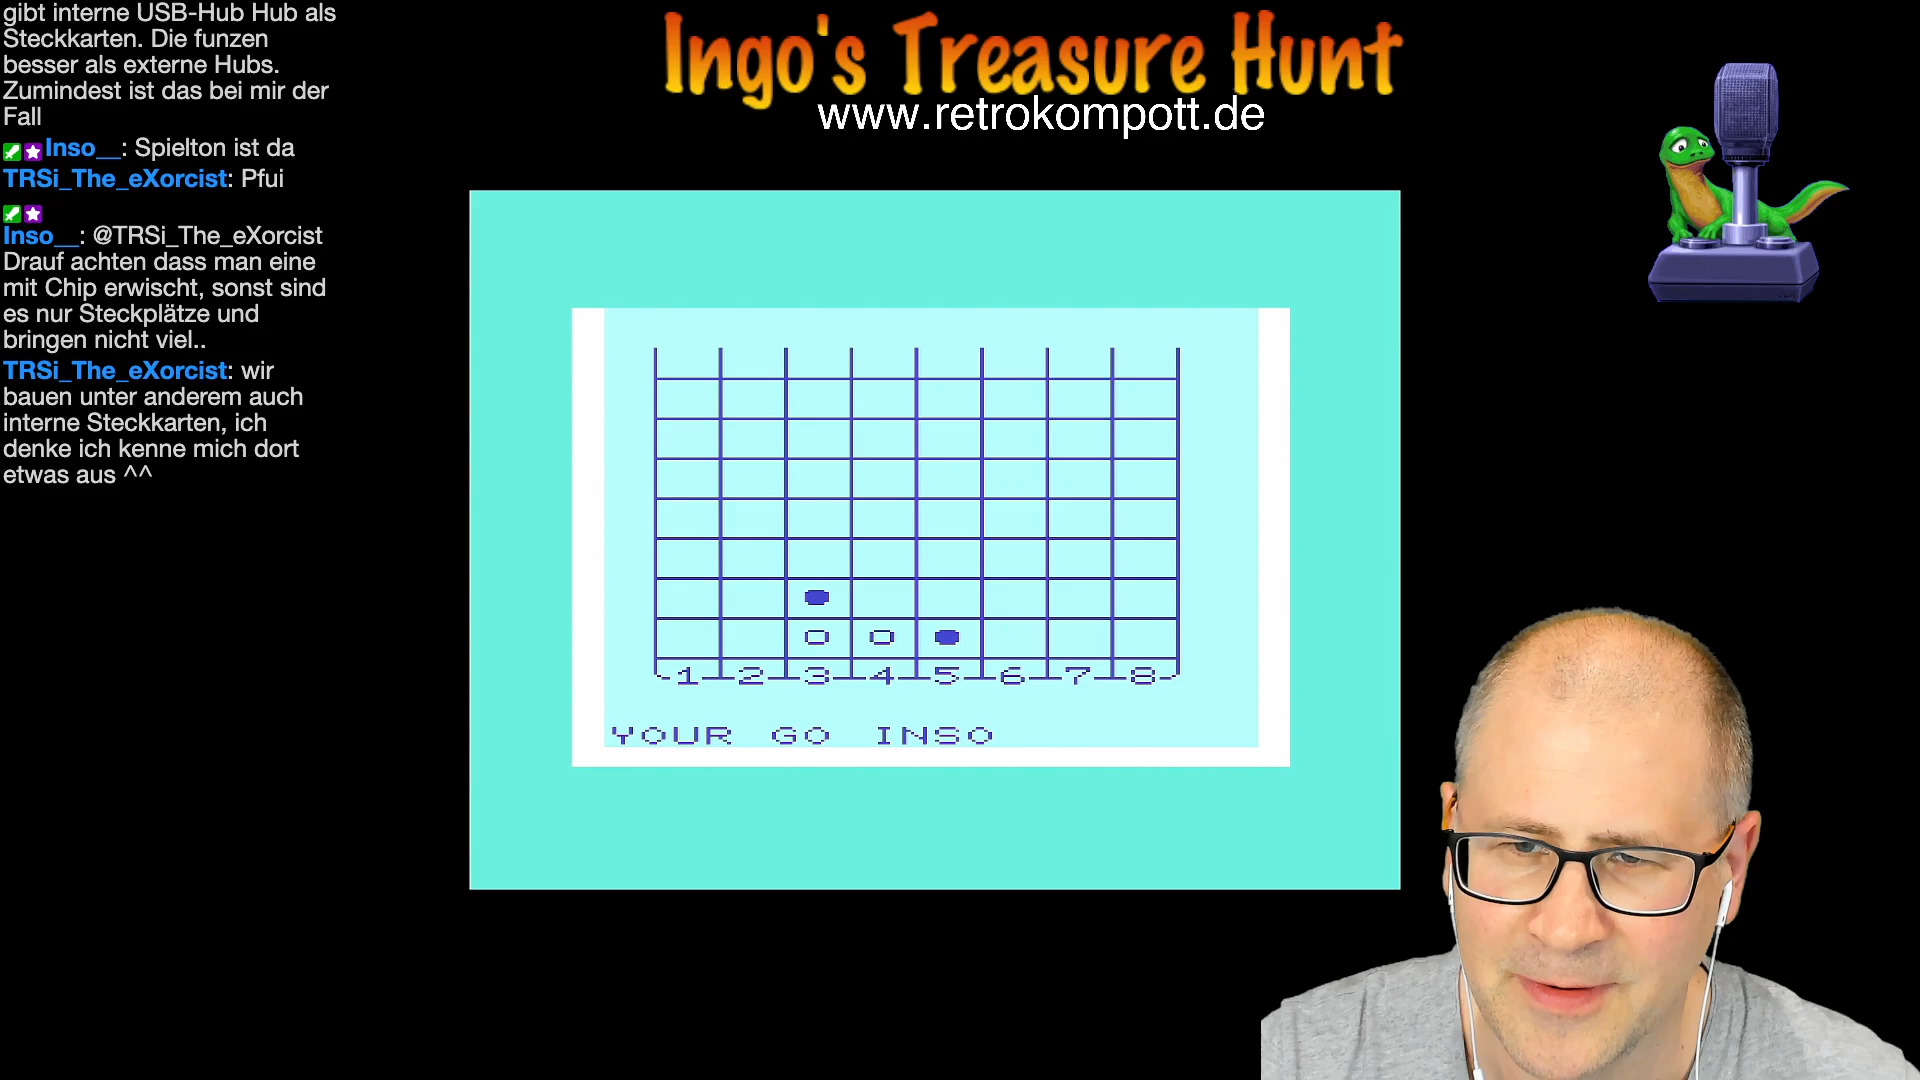 gibt interne USB-Hub Hub als
Steckkarten. Die funzen
besser als externe Hubs.
Zumindest ist das bei mir der
Fall
Inso__: Spielton ist da
TRSi_The_eXorcist: Pfui
Inso__: @TRSi_The_eXorcist
Drauf achten dass man eine
mit Chip erwischt, sonst sind
es nur Steckplätze und
bringen nicht viel..
TRSi_The_eXorcist: wir
bauen unter anderem auch
interne Steckkarten, ich
denke ich kenne mich dort
etwas aus ^^
Ingo's Treasure Hunt
www.retrokompott.de
1 2 3 4 5 6 7 8
YOUR GO INSO